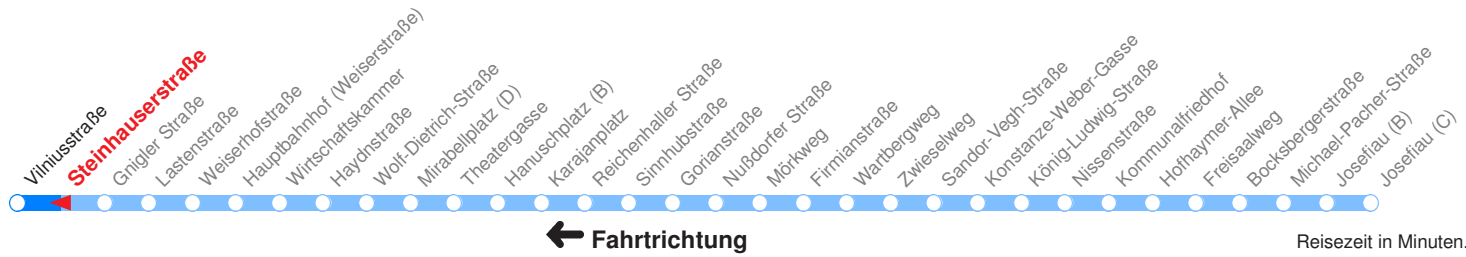 Vilniusstraße
Steinhauserstraße
Gnigler Straße
Lastenstraße
Weiserhofstraße
Hauptbahnhof (Weiserstraße)
Wirtschaftskammer
Haydnstraße
Wolf-Dietrich-Straße
Mirabellplatz (D)
Theatergasse
Hanuschplatz (B)
Karajanplatz
Reichenhaller Straße
Sinnhubstraße
Gorianstraße
Nußdorfer Straße
Mörkweg
Firmianstraße
Wartbergweg
Zwieselweg
Sandor-Vegh-Straße
Konstanze-Weber-Gasse
König-Ludwig-Straße
Nissenstraße
Kommunalfriedhof
Hofhaymer-Allee
Freisaalweg
Bocksbergerstraße
Michael-Pacher-Straße
Josefiau (B)
Josefiau (C)
Fahrtrichtung
Reisezeit in Minuten.